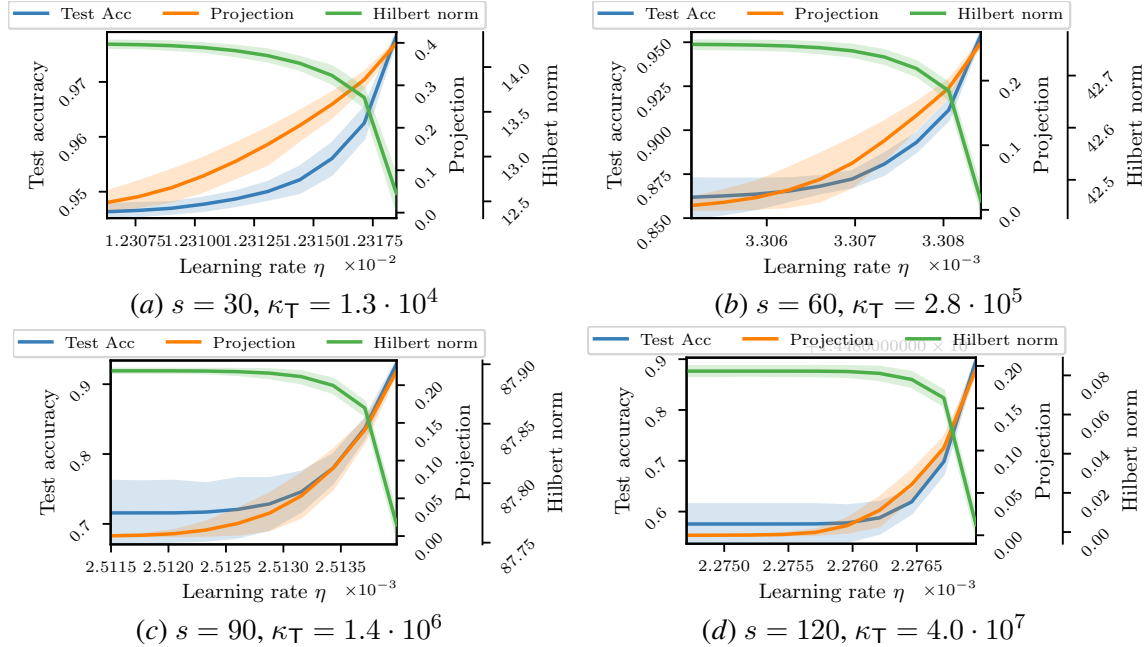 Test Acc Projection Hilbert norm
Test accuracy
0.97
0.96
0.95
0.4
0.3
0.2
0.1
0.0
Projection
14.0
13.5
13.0
12.5
Hilbert norm
1.23075 1.23100 1.23125 1.23150 1.23175
Learning rate η ×10⁻²
(a) s = 30, κ_T = 1.3 · 10⁴
Test Acc Projection Hilbert norm
Test accuracy
0.950
0.925
0.900
0.875
0.850
0.2
0.1
0.0
Projection
42.7
42.6
42.5
Hilbert norm
3.306 3.307 3.308
Learning rate η ×10⁻³
(b) s = 60, κ_T = 2.8 · 10⁵
Test Acc Projection Hilbert norm
Test accuracy
0.9
0.8
0.7
0.20
0.15
0.10
0.05
0.00
Projection
87.90
87.85
87.80
87.75
Hilbert norm
2.5115 2.5120 2.5125 2.5130 2.5135
Learning rate η ×10⁻³
(c) s = 90, κ_T = 1.4 · 10⁶
Test Acc Projection Hilbert norm
Test accuracy
0.9
0.8
0.7
0.6
0.20
0.15
0.10
0.05
0.00
Projection
0.08
0.06
0.04
0.02
0.00
Hilbert norm
2.2750 2.2755 2.2760 2.2765
Learning rate η ×10⁻³
(d) s = 120, κ_T = 4.0 · 10⁷